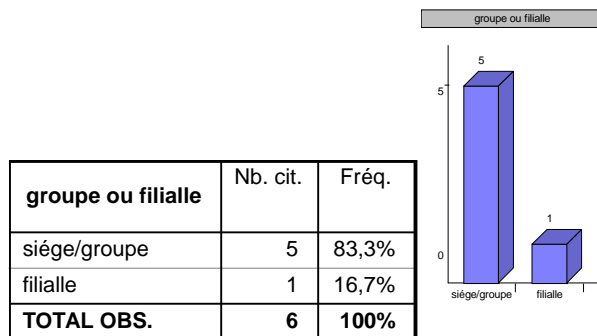 groupe ou filialle
5
5
1
0
siége/groupe filialle
groupe ou filialle Nb. cit. Fréq.
siége/groupe 5 83,3%
filialle 1 16,7%
TOTAL OBS. 6 100%